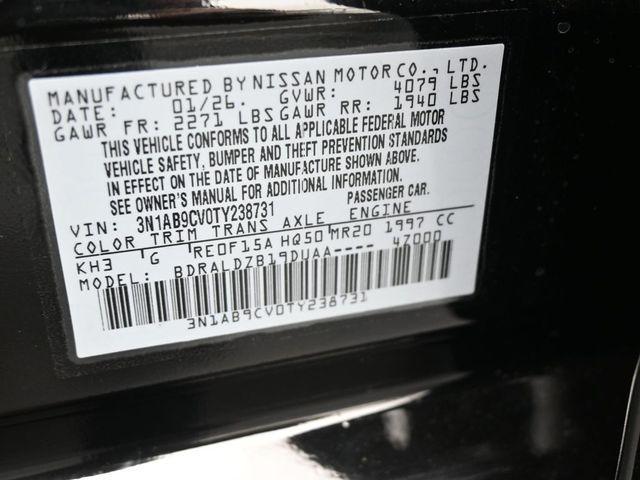 MANUFACTURED BY NISSAN MOTOR CO., LTD.
DATE: 01/26. GVWR: 4079 LBS
GAWR FR: 2271 LBS GAWR RR: 1940 LBS
THIS VEHICLE CONFORMS TO ALL APPLICABLE FEDERAL MOTOR
VEHICLE SAFETY, BUMPER AND THEFT PREVENTION STANDARDS
IN EFFECT ON THE DATE OF MANUFACTURE SHOWN ABOVE.
SEE OWNER'S MANUAL FOR ADDITIONAL INFORMATION.
VIN: 3N1AB9CV0TY238731 PASSENGER CAR.
COLOR TRIM TRANS AXLE ENGINE
KH3 G RE0F15A HQ50 MR20 1997 CC
MODEL: BDRALDZB19DUAA---- 47000
3N1AB9CV0TY238731